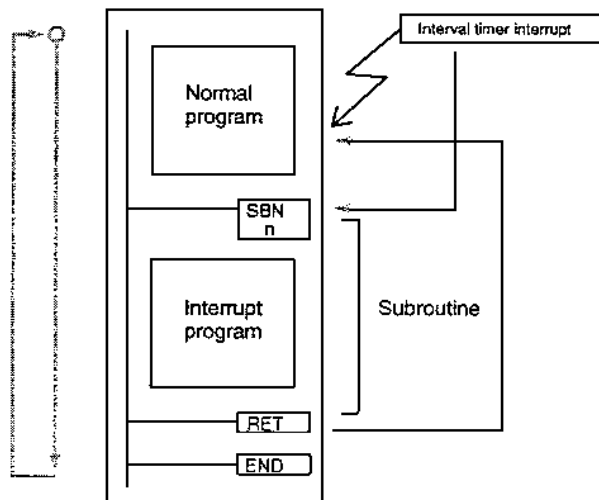 Interval timer interrupt
Normal
program
SBN
n
Interrupt
program
Subroutine
RET
END